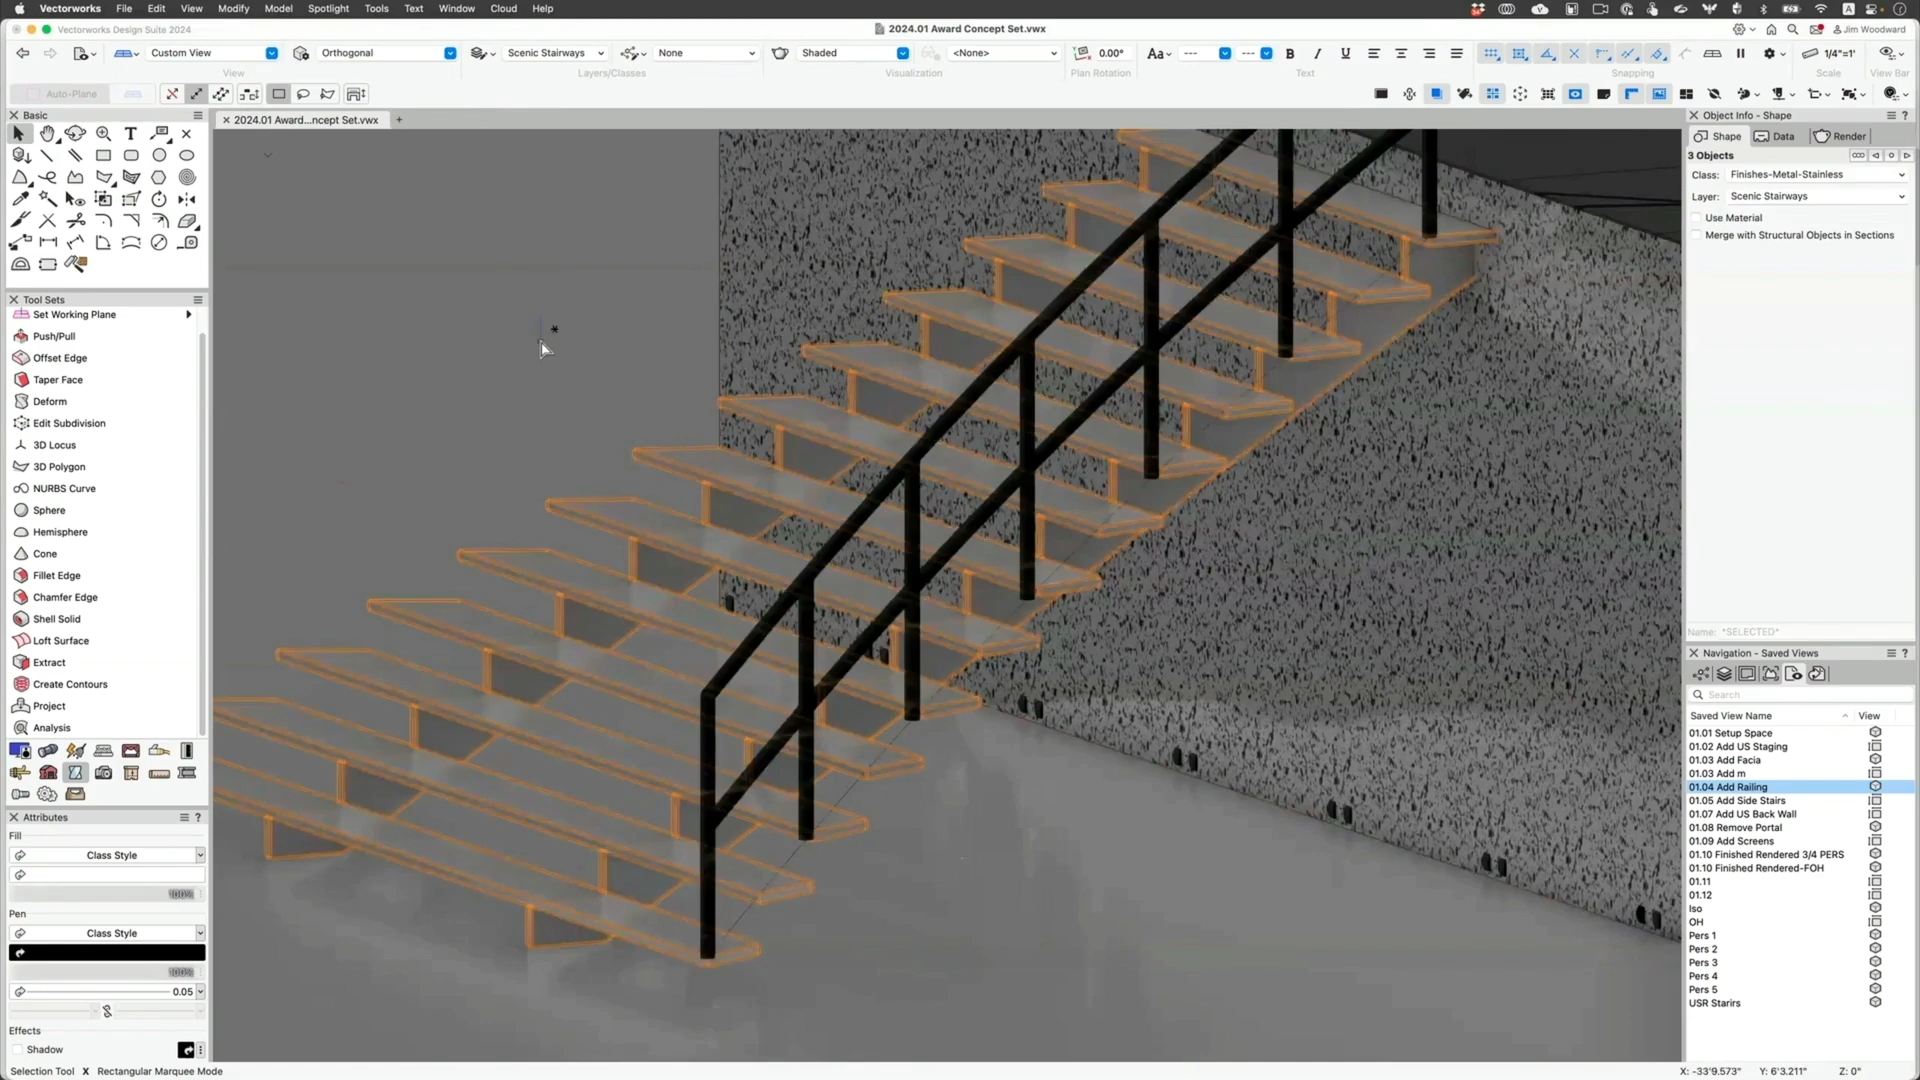 Vectorworks File Edit View Modify Model Spotlight Tools Text Window Cloud Help
Vectorworks Design Suite 2024
2024.01 Award Concept Set.vwx
Jim Woodward
Custom View
Orthogonal
Scenic Stairways
None
Shaded
<None>
0.00°
Aa
---
---
B I U
1/4"=1'
View
Layers/Classes
Visualization
Plan Rotation
Text
Snapping
Scale
View Bar
Auto-Plane
Basic
2024.01 Award...ncept Set.vwx
Tool Sets
Set Working Plane
Push/Pull
Offset Edge
Taper Face
Deform
Edit Subdivision
3D Locus
3D Polygon
NURBS Curve
Sphere
Hemisphere
Cone
Fillet Edge
Chamfer Edge
Shell Solid
Loft Surface
Extract
Create Contours
Project
Analysis
Attributes
Fill
Class Style
100%
Pen
Class Style
100%
0.05
Effects
Shadow
Selection Tool X Rectangular Marquee Mode
Object Info - Shape
Shape Data Render
3 Objects
Class: Finishes-Metal-Stainless
Layer: Scenic Stairways
Use Material
Merge with Structural Objects in Sections
Name: *SELECTED*
Navigation - Saved Views
Search
Saved View Name View
01.01 Setup Space
01.02 Add US Staging
01.03 Add Facia
01.03 Add m
01.04 Add Railing
01.05 Add Side Stairs
01.07 Add US Back Wall
01.08 Remove Portal
01.09 Add Screens
01.10 Finished Rendered 3/4 PERS
01.10 Finished Rendered-FOH
01.11
01.12
Iso
OH
Pers 1
Pers 2
Pers 3
Pers 4
Pers 5
USR Starirs
X: -33'9.573" Y: 6'3.211" Z: 0"